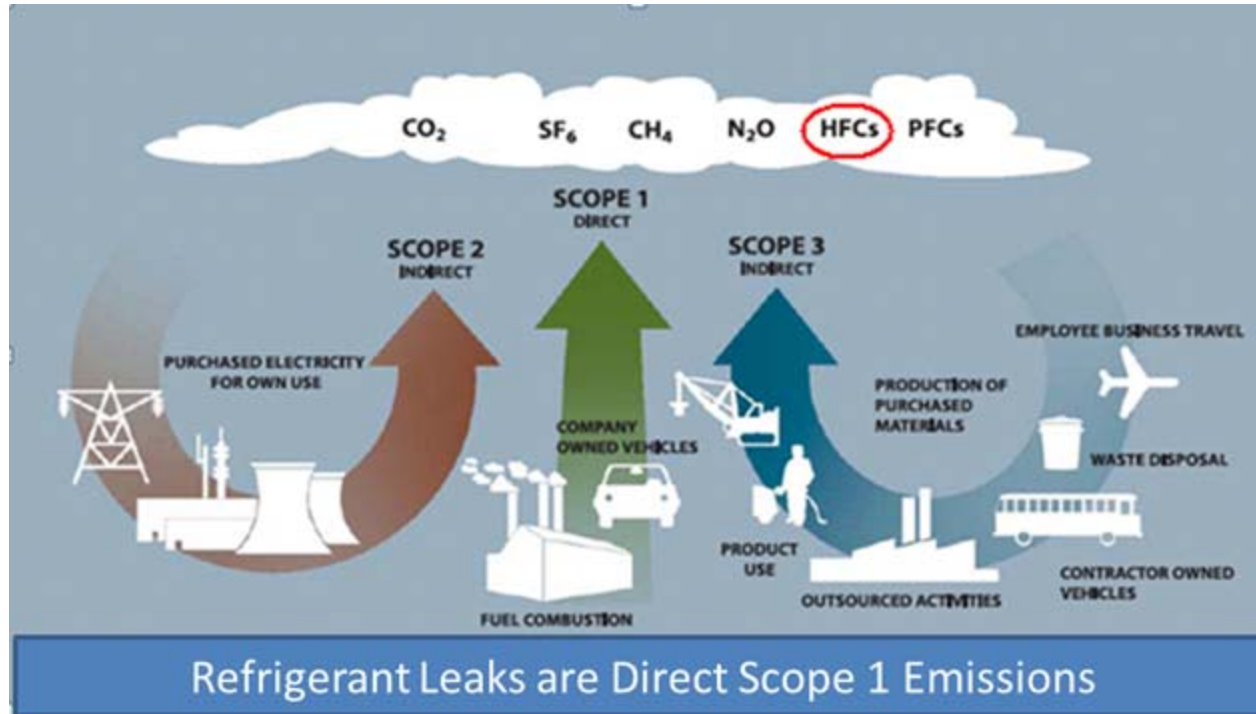 CO₂ SF₆ CH₄ N₂O HFCs PFCs
SCOPE 1
DIRECT
SCOPE 2
INDIRECT
SCOPE 3
INDIRECT
PURCHASED ELECTRICITY
FOR OWN USE
COMPANY
OWNED VEHICLES
FUEL COMBUSTION
EMPLOYEE BUSINESS TRAVEL
PRODUCTION OF
PURCHASED
MATERIALS
WASTE DISPOSAL
PRODUCT
USE
OUTSOURCED ACTIVITIES
CONTRACTOR OWNED
VEHICLES
Refrigerant Leaks are Direct Scope 1 Emissions